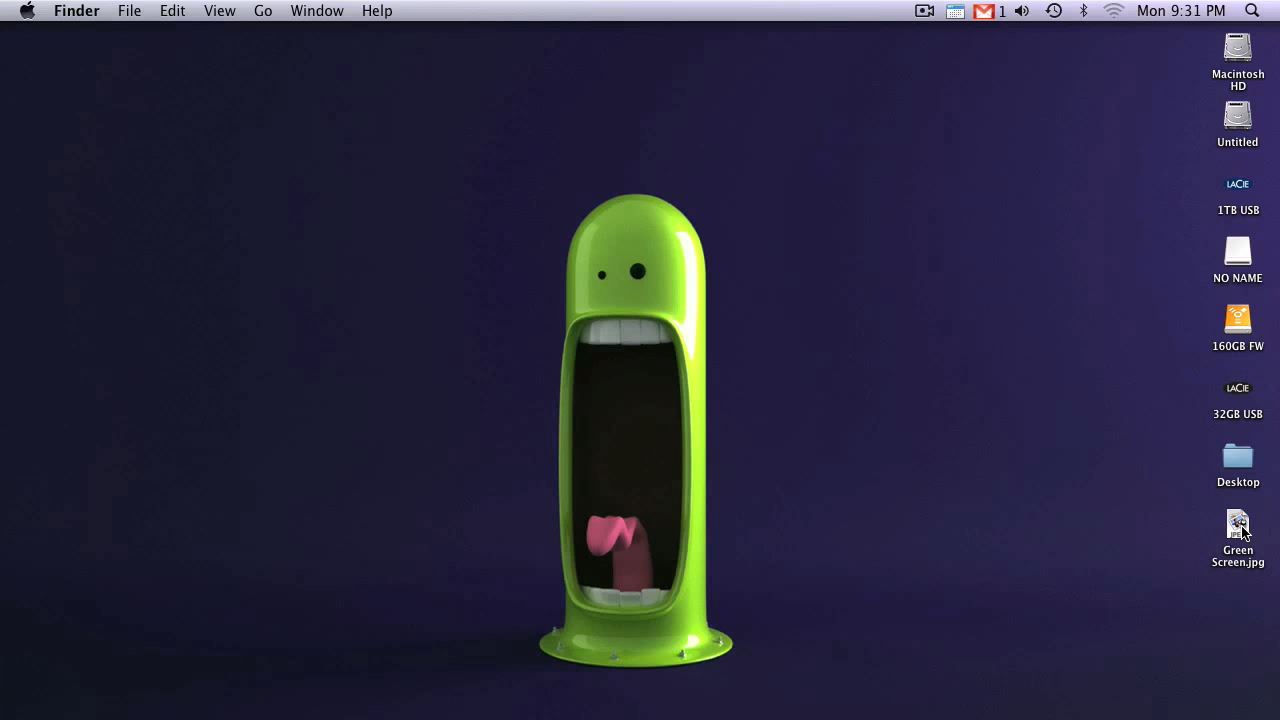 Finder File Edit View Go Window Help 1 Mon 9:31 PM
Macintosh
HD
Untitled
LACIE
1TB USB
NO NAME
160GB FW
LACIE
32GB USB
Desktop
Green
Screen.jpg